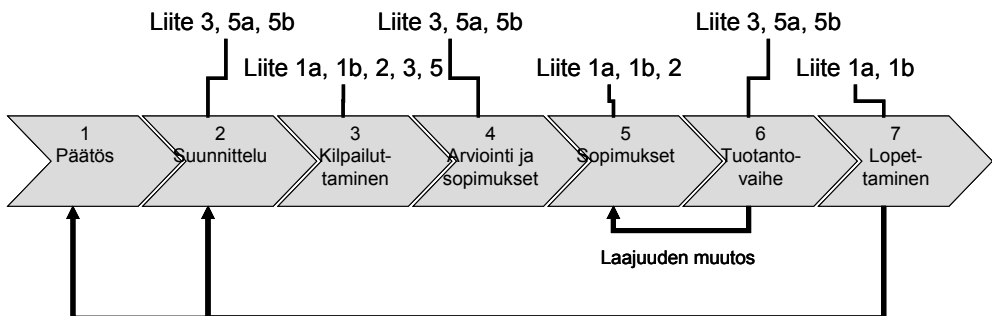 Liite 3, 5a, 5b
Liite 3, 5a, 5b
Liite 3, 5a, 5b
Liite 1a, 1b, 2, 3, 5
Liite 1a, 1b, 2
Liite 1a, 1b
1
Päätös
2
Suunnittelu
3
Kilpailut-
taminen
4
Arviointi ja
sopimukset
5
Sopimukset
6
Tuotanto-
vaihe
7
Lopet-
taminen
Laajuuden muutos